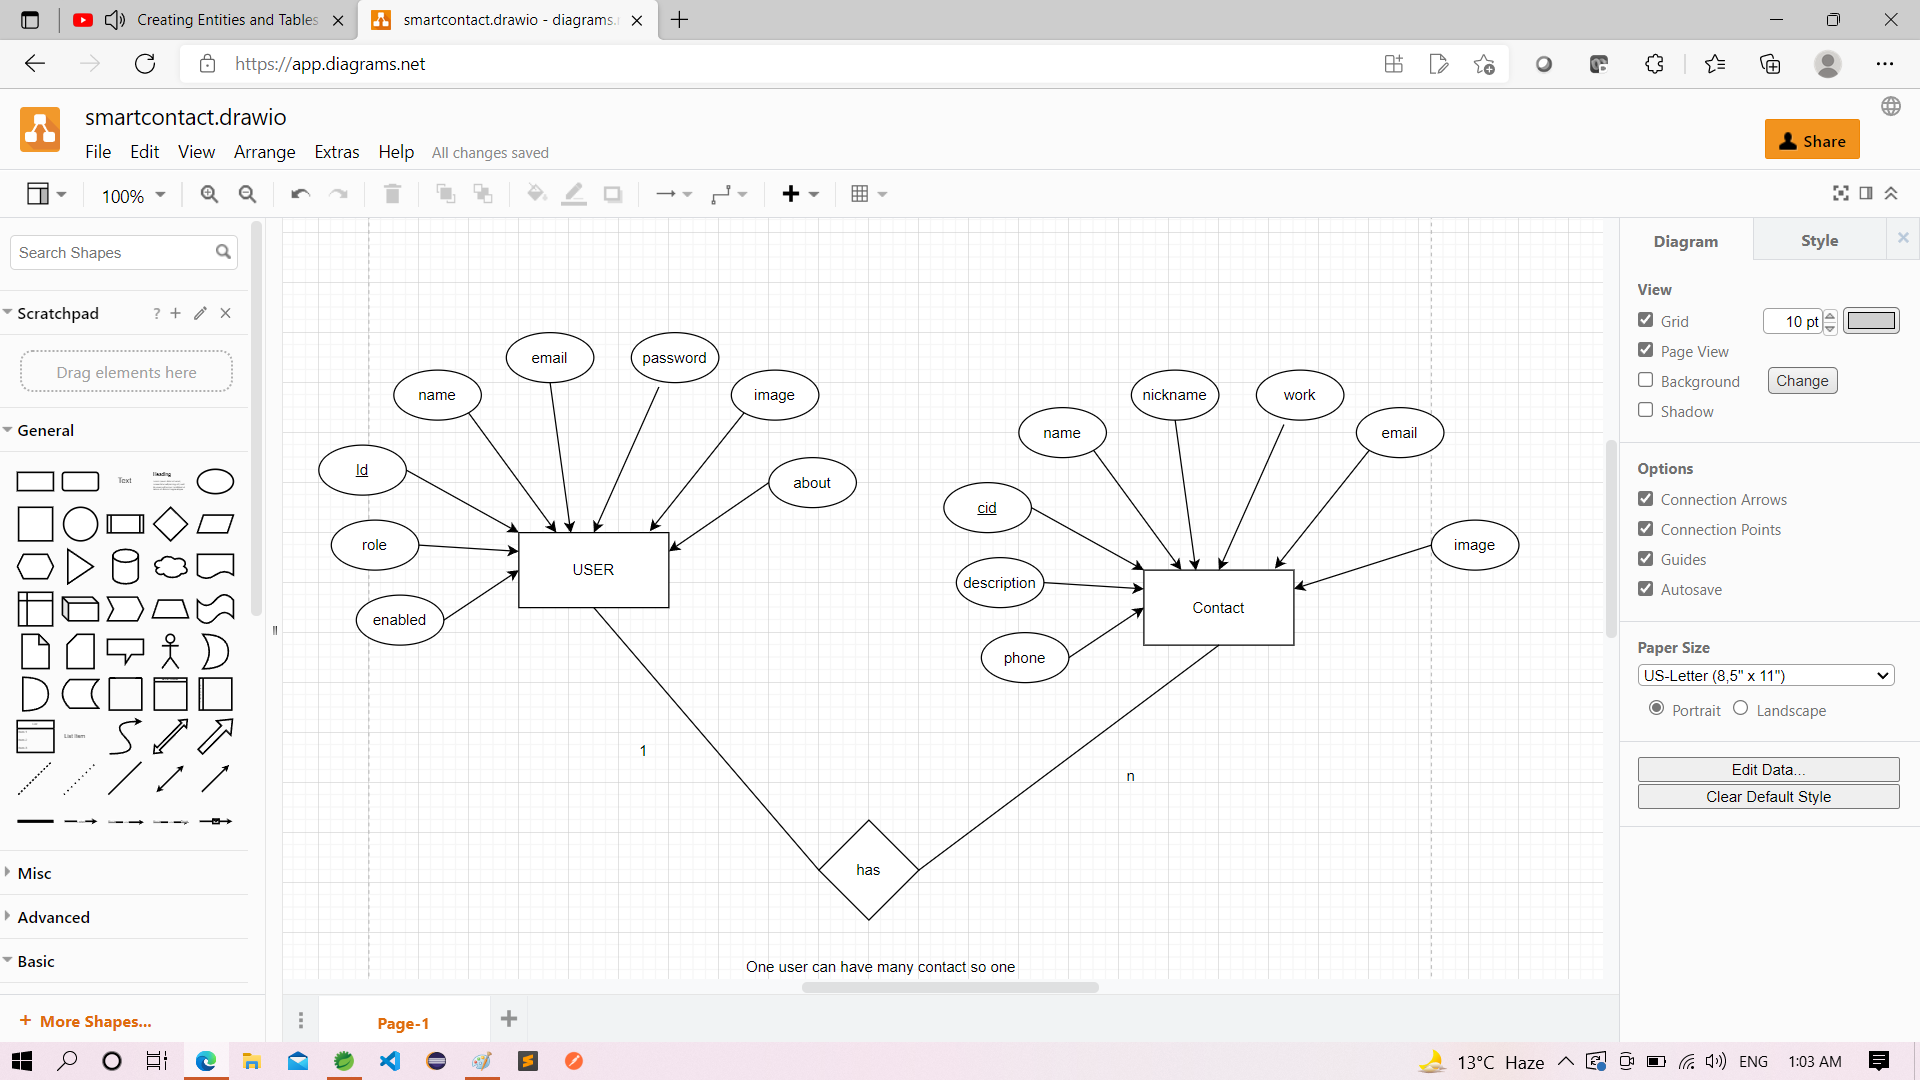 Creating Entities and Tables
smartcontact.drawio - diagrams.
https://app.diagrams.net
smartcontact.drawio
File Edit View Arrange Extras Help All changes saved
Share
100%
Search Shapes
Scratchpad
?
Drag elements here
General
Text
Heading
List Item
Misc
Advanced
Basic
+ More Shapes...
email
password
name
image
Id
about
role
USER
enabled
nickname
work
name
email
cid
image
description
Contact
phone
1
n
has
One user can have many contact so one
Page-1
Diagram
Style
View
Grid
10 pt
Page View
Background
Change
Shadow
Options
Connection Arrows
Connection Points
Guides
Autosave
Paper Size
US-Letter (8,5" x 11")
Portrait
Landscape
Edit Data...
Clear Default Style
13°C Haze
ENG
1:03 AM